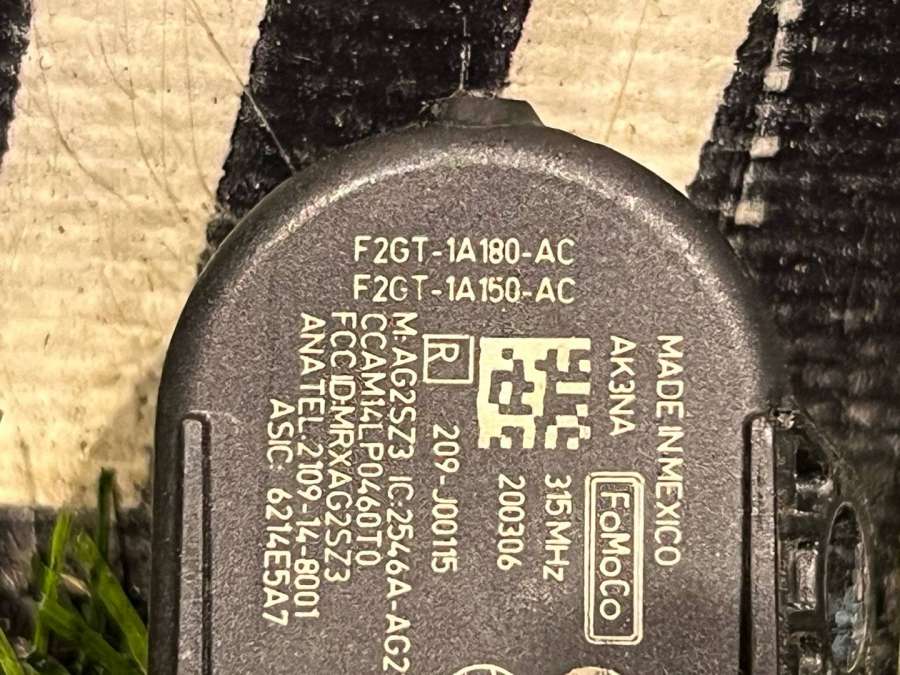 F2GT-1A180-AC
F2GT-1A150-AC
MADE IN MEXICO
AK3NA
FoMoCo
315MHz
200306
R 209-J00115
M:AG2SZ3 IC:2546A-AG2
CCAM14LP0460T0
FCC ID:MRXAG2SZ3
ANATEL:2109-14-8001
ASIC: 6214E5A7